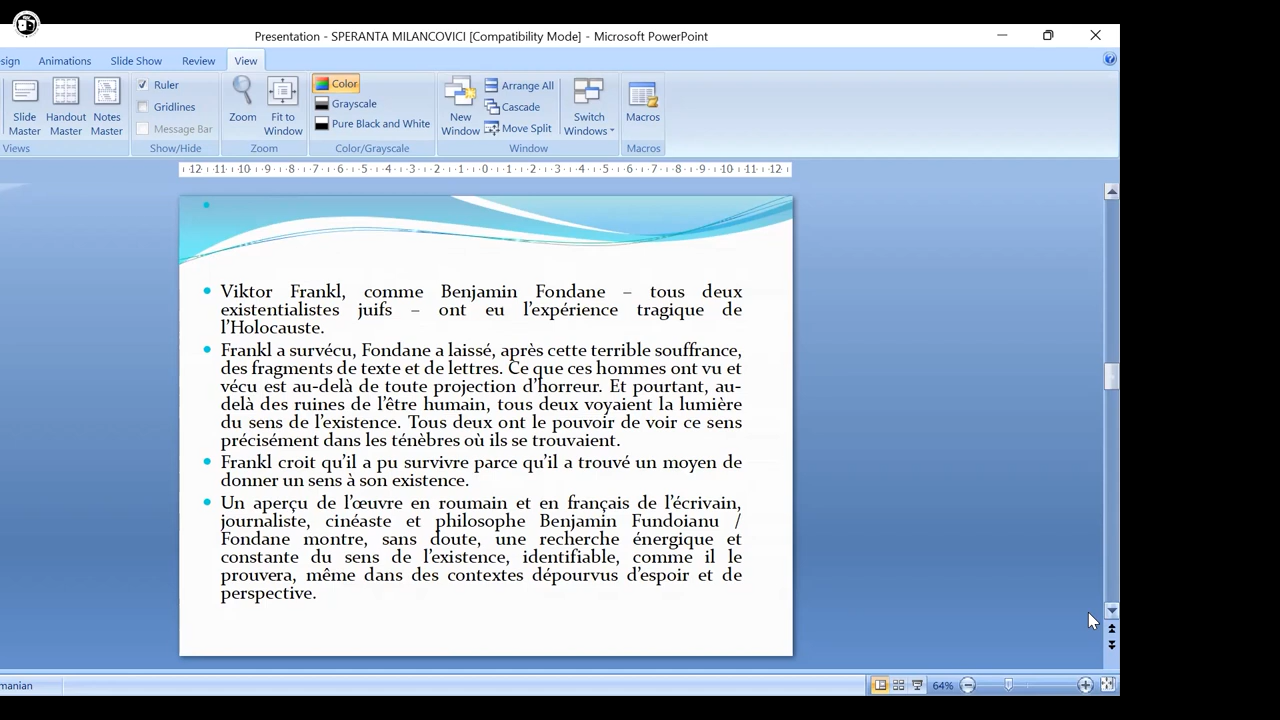 Presentation - SPERANTA MILANCOVICI [Compatibility Mode] - Microsoft PowerPoint
sign Animations Slide Show Review View
Slide Master
Handout Master
Notes Master
Views
Ruler
Gridlines
Message Bar
Show/Hide
Zoom
Fit to Window
Zoom
Color
Grayscale
Pure Black and White
Color/Grayscale
New Window
Arrange All
Cascade
Move Split
Switch Windows
Window
Macros
Macros
12 11 10 9 8 7 6 5 4 3 2 1 0 1 2 3 4 5 6 7 8 9 10 11 12
Viktor Frankl, comme Benjamin Fondane – tous deux
existentialistes juifs – ont eu l’expérience tragique de
l’Holocauste.
Frankl a survécu, Fondane a laissé, après cette terrible souffrance,
des fragments de texte et de lettres. Ce que ces hommes ont vu et
vécu est au-delà de toute projection d’horreur. Et pourtant, au-
delà des ruines de l’être humain, tous deux voyaient la lumière
du sens de l’existence. Tous deux ont le pouvoir de voir ce sens
précisément dans les ténèbres où ils se trouvaient.
Frankl croit qu’il a pu survivre parce qu’il a trouvé un moyen de
donner un sens à son existence.
Un aperçu de l’œuvre en roumain et en français de l’écrivain,
journaliste, cinéaste et philosophe Benjamin Fundoianu /
Fondane montre, sans doute, une recherche énergique et
constante du sens de l’existence, identifiable, comme il le
prouvera, même dans des contextes dépourvus d’espoir et de
perspective.
manian
64%